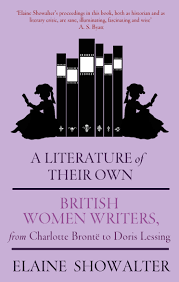 'Elaine Showalter's proceedings in this book, both as historian and as
literary critic, are sane, illuminating, fascinating and wise'
A. S. Byatt
A LITERATURE of
THEIR OWN
BRITISH
WOMEN WRITERS,
from Charlotte Brontë to Doris Lessing
ELAINE SHOWALTER